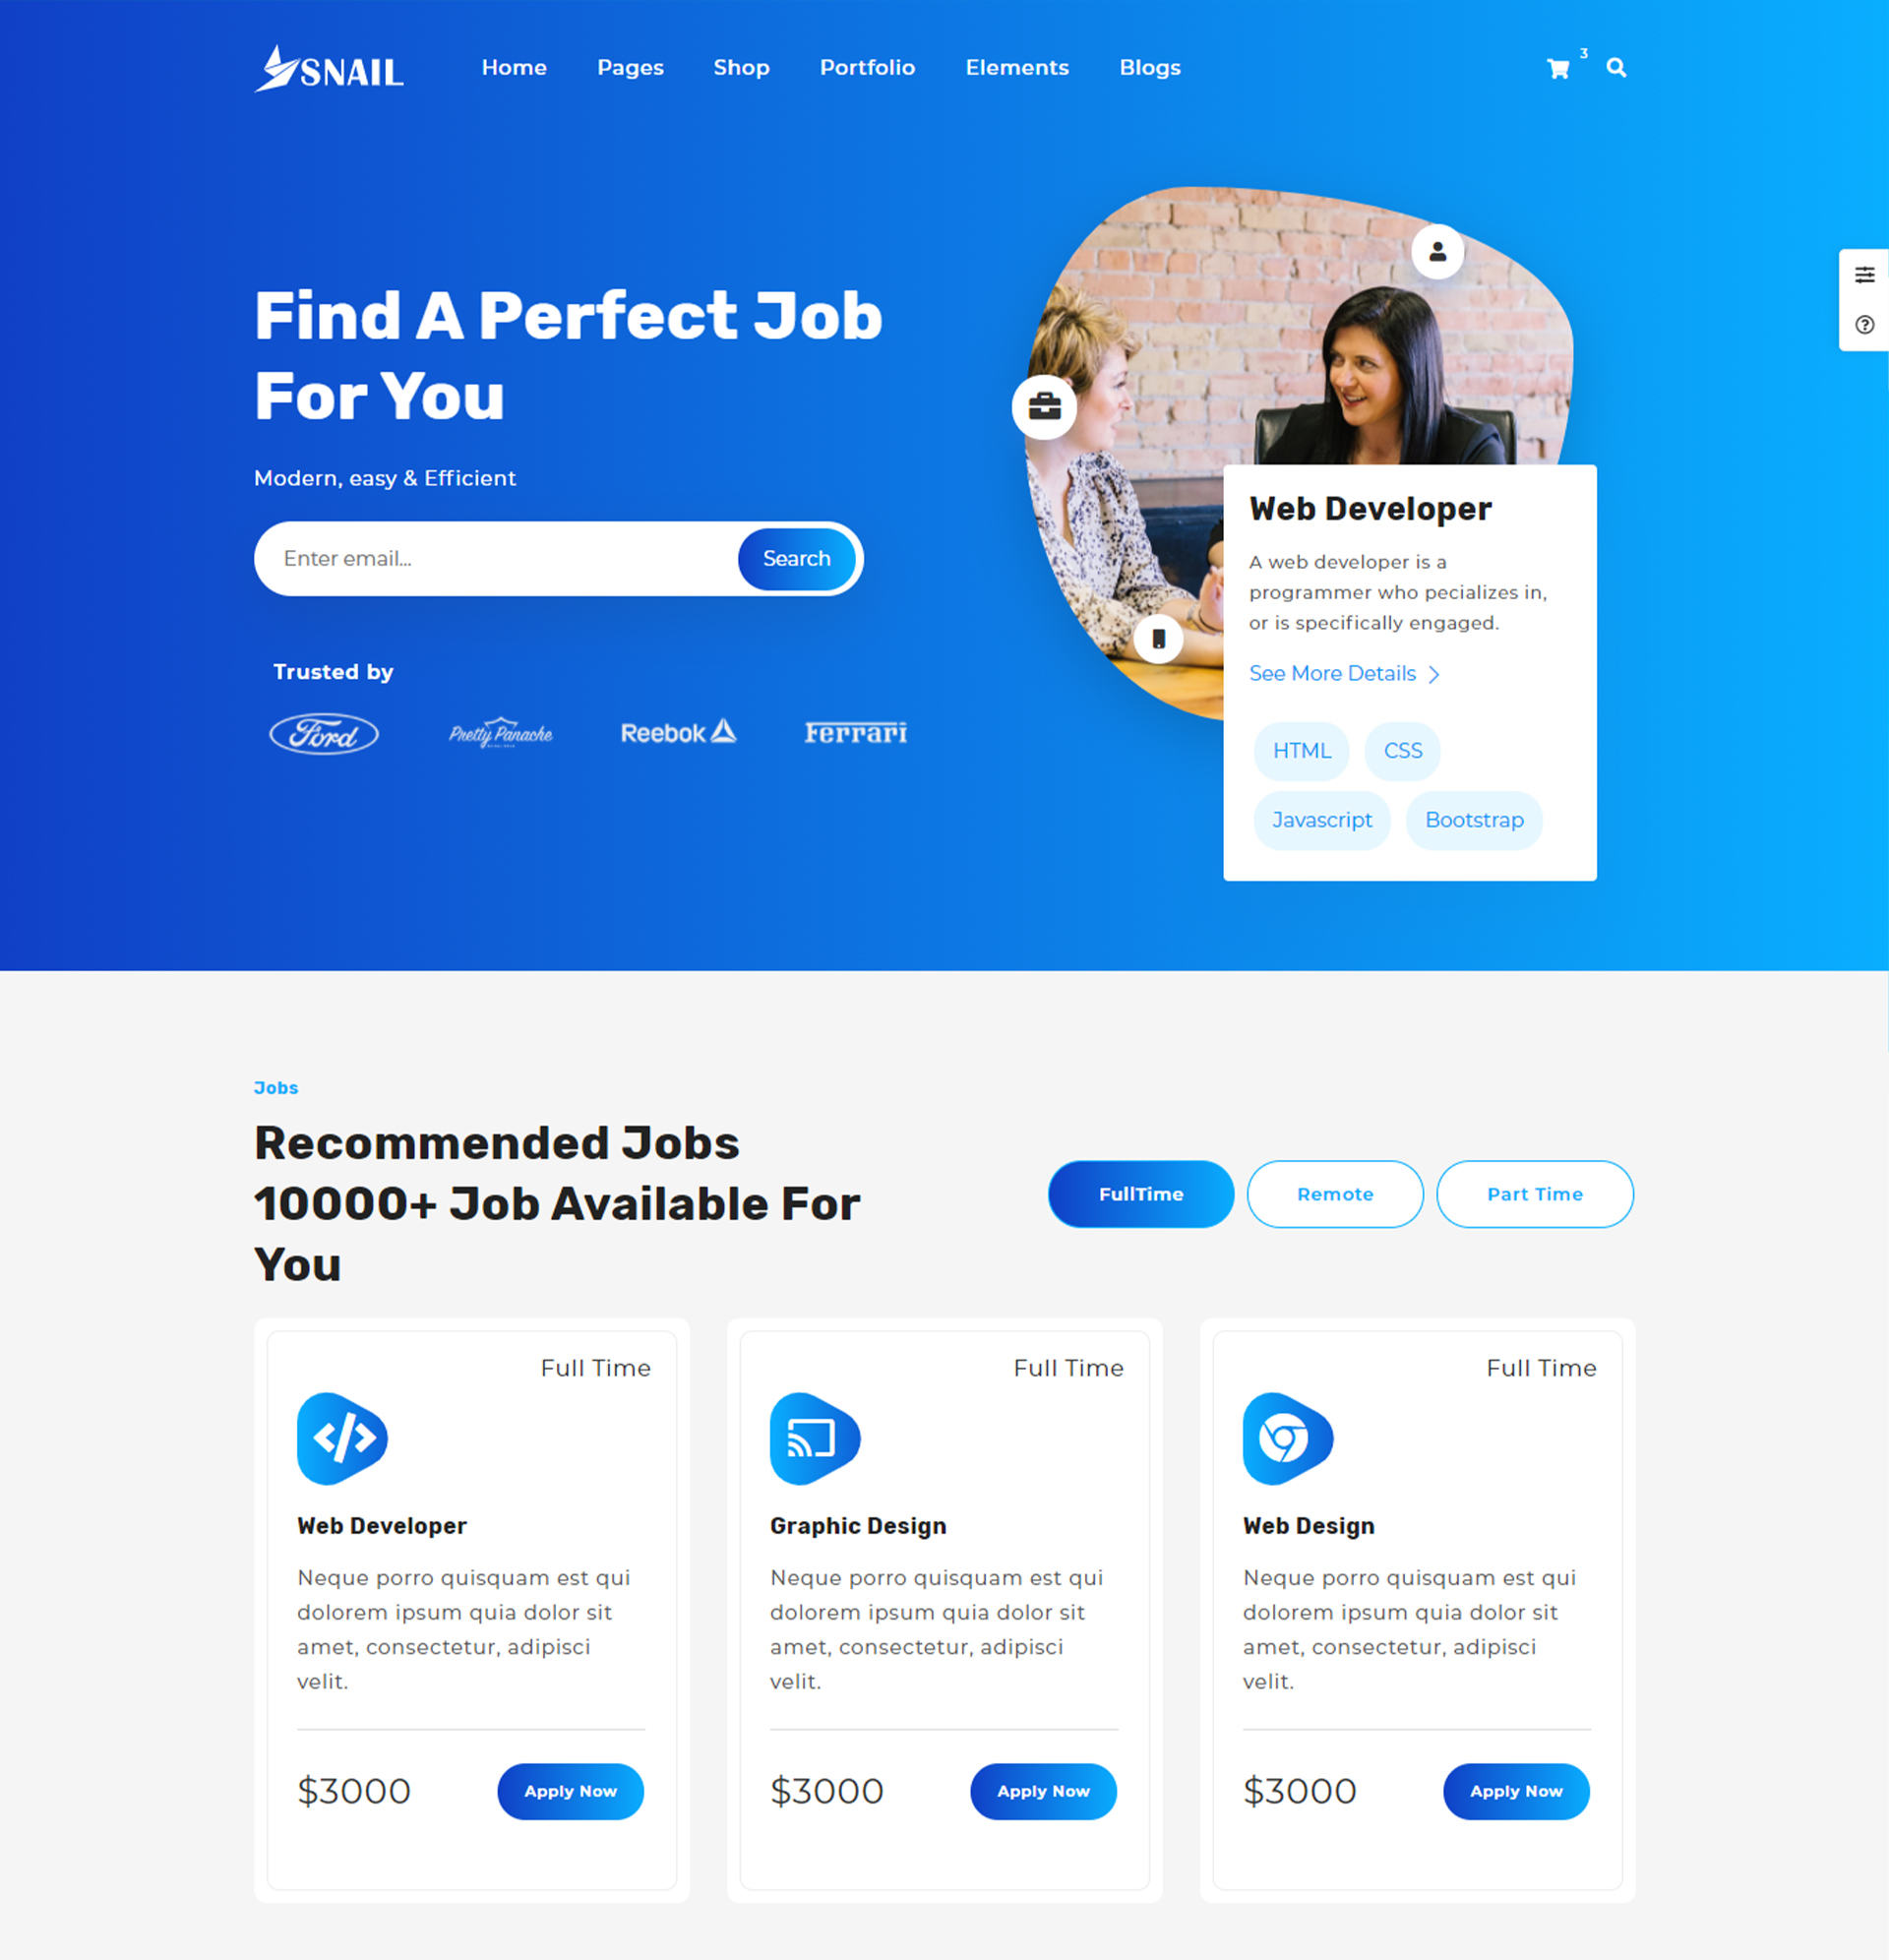 SNAIL
Home Pages Shop Portfolio Elements Blogs
3
Find A Perfect Job
For You
Modern, easy & Efficient
Enter email...
Search
Trusted by
Ford
Pretty Panache
Reebok
Ferrari
Web Developer
A web developer is a
programmer who pecializes in,
or is specifically engaged.
See More Details
HTML CSS
Javascript Bootstrap
Jobs
Recommended Jobs
10000+ Job Available For
You
FullTime Remote Part Time
Full Time
Web Developer
Neque porro quisquam est qui
dolorem ipsum quia dolor sit
amet, consectetur, adipisci
velit.
$3000
Apply Now
Full Time
Graphic Design
Neque porro quisquam est qui
dolorem ipsum quia dolor sit
amet, consectetur, adipisci
velit.
$3000
Apply Now
Full Time
Web Design
Neque porro quisquam est qui
dolorem ipsum quia dolor sit
amet, consectetur, adipisci
velit.
$3000
Apply Now